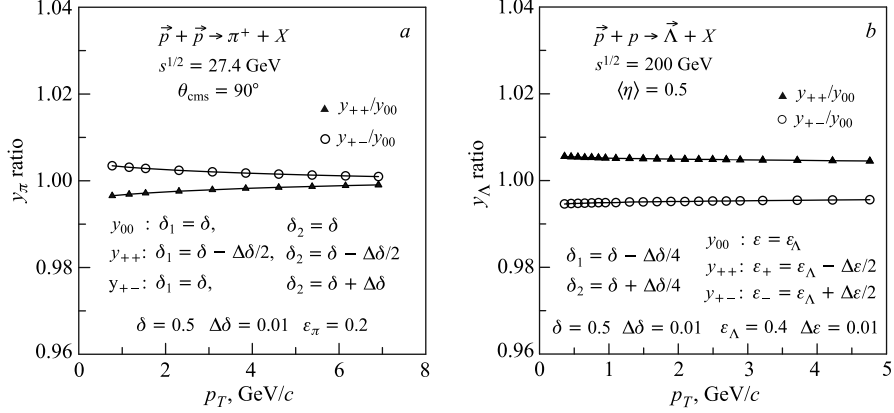 1.04
1.02
1.00
0.98
0.96
y_π ratio
p⃗ + p⃗ → π⁺ + X
a
s^{1/2} = 27.4 GeV
θ_cms = 90°
▲ y₊₊/y₀₀
○ y₊₋/y₀₀
y₀₀ : δ₁ = δ, δ₂ = δ
y₊₊: δ₁ = δ − Δδ/2, δ₂ = δ − Δδ/2
y₊₋: δ₁ = δ, δ₂ = δ + Δδ
δ = 0.5 Δδ = 0.01 ε_π = 0.2
0 2 4 6 8
p_T, GeV/c
1.04
1.02
1.00
0.98
0.96
y_Λ ratio
p⃗ + p → Λ⃗ + X
b
s^{1/2} = 200 GeV
⟨η⟩ = 0.5
▲ y₊₊/y₀₀
○ y₊₋/y₀₀
δ₁ = δ − Δδ/4
δ₂ = δ + Δδ/4
y₀₀ : ε = ε_Λ
y₊₊: ε₊ = ε_Λ − Δε/2
y₊₋: ε₋ = ε_Λ + Δε/2
δ = 0.5 Δδ = 0.01 ε_Λ = 0.4 Δε = 0.01
0 1 2 3 4 5
p_T, GeV/c